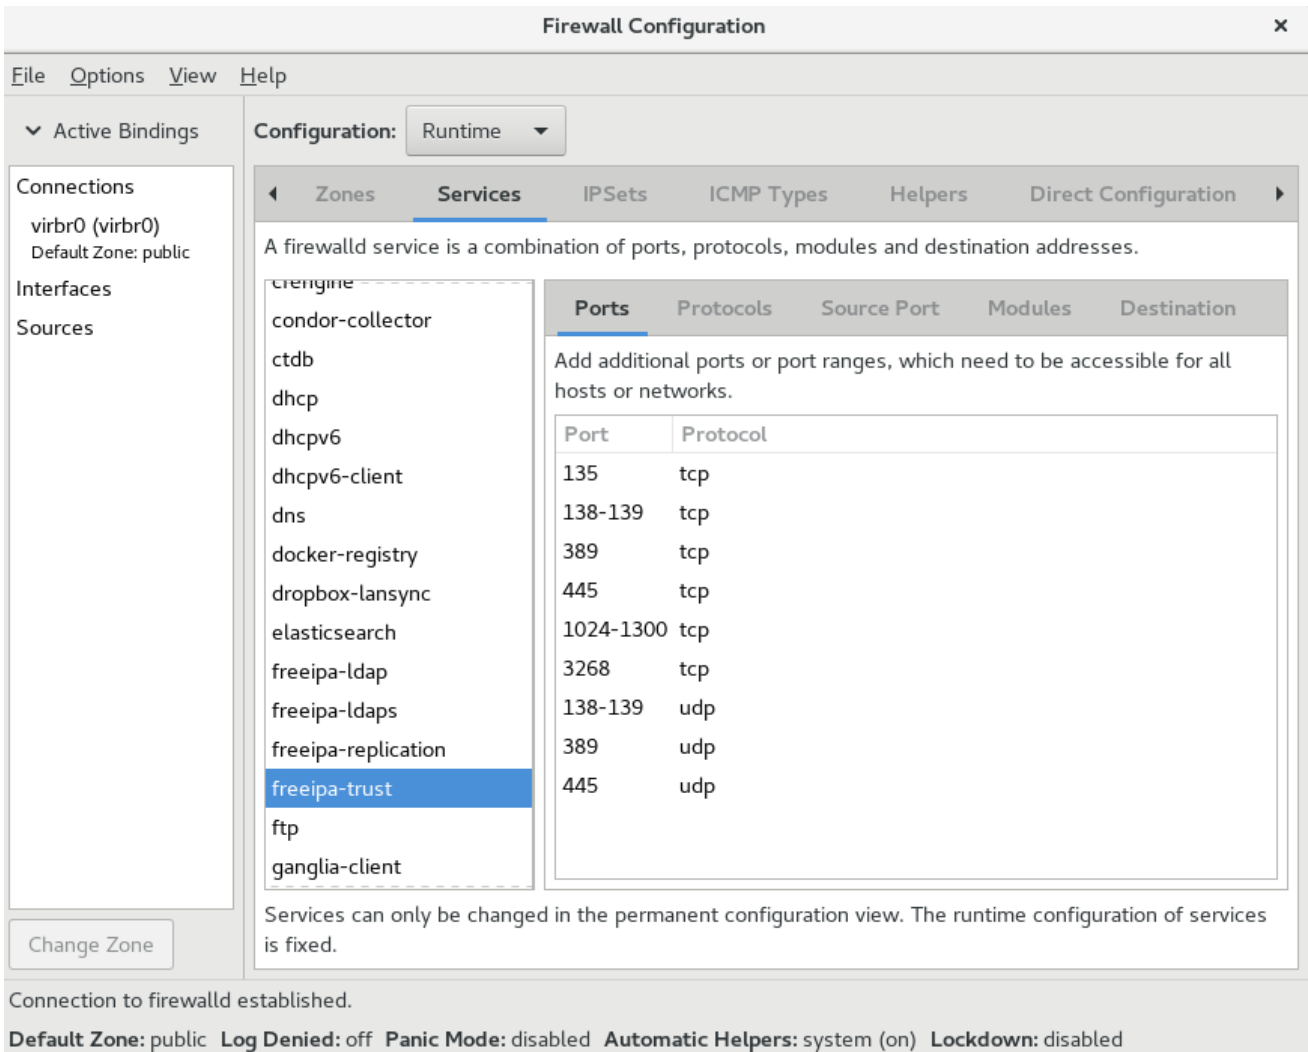 Firewall Configuration ×
File Options View Help
Active Bindings
Configuration: Runtime
Connections
virbr0 (virbr0)
Default Zone: public
Interfaces
Sources
Change Zone
Zones Services IPSets ICMP Types Helpers Direct Configuration
A firewalld service is a combination of ports, protocols, modules and destination addresses.
condor-collector
ctdb
dhcp
dhcpv6
dhcpv6-client
dns
docker-registry
dropbox-lansync
elasticsearch
freeipa-ldap
freeipa-ldaps
freeipa-replication
freeipa-trust
ftp
ganglia-client
Ports Protocols Source Port Modules Destination
Add additional ports or port ranges, which need to be accessible for all
hosts or networks.
Port Protocol
135 tcp
138-139 tcp
389 tcp
445 tcp
1024-1300 tcp
3268 tcp
138-139 udp
389 udp
445 udp
Services can only be changed in the permanent configuration view. The runtime configuration of services
is fixed.
Connection to firewalld established.
Default Zone: public Log Denied: off Panic Mode: disabled Automatic Helpers: system (on) Lockdown: disabled